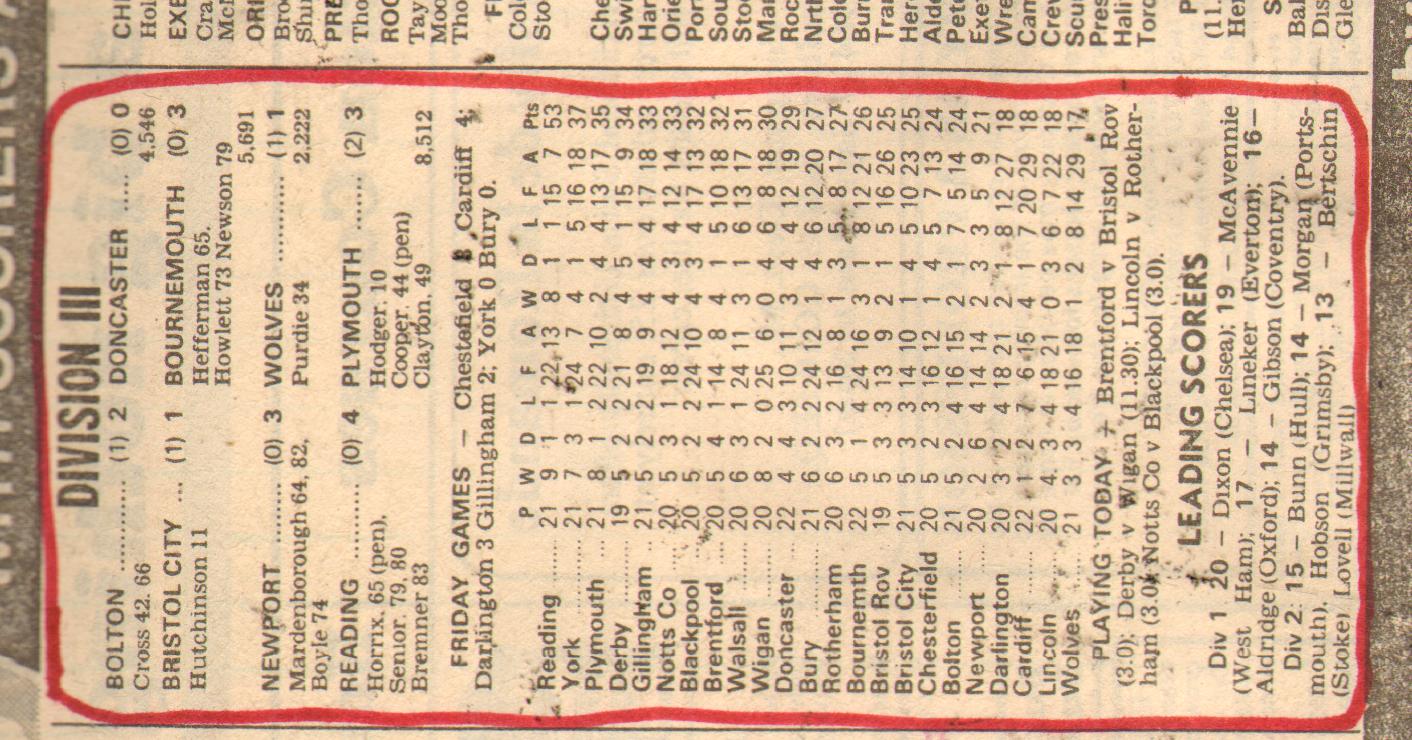 DIVISION III
BOLTON ......... (1) 2 DONCASTER ..... (0) 0
Cross 42. 66 4,546
BRISTOL CITY ... (1) 1 BOURNEMOUTH (0) 3
Hutchinson 11 Hefferman 65.
Howlett 73 Newson 79
5,691
NEWPORT ......... (0) 3 WOLVES ............ (1) 1
Mardenborough 64, 82, Purdie 34 2,222
Boyle 74
READING ......... (0) 4 PLYMOUTH ...... (2) 3
Horrix. 65 (pen), Hodger. 10
Senior. 79, 80 Cooper. 44 (pen)
Bremner 83 Clayton. 49 8,512
FRIDAY GAMES — Chestefield Cardiff 4;
Darlington 3 Gillingham 2; York 0 Bury 0.
P W D L F A W D L F A Pts
Reading ...... 21 9 1 1 22 13 8 1 1 15 7 53
York ...... 21 7 3 1 24 7 4 1 5 16 18 37
Plymouth ...... 21 8 1 2 22 10 2 4 4 13 17 35
Derby ...... 19 5 2 2 21 8 4 5 1 15 9 34
Gillingham ... 21 5 2 2 19 9 4 4 4 17 18 33
Notts Co ...... 20 5 3 1 18 12 4 3 4 12 14 33
Blackpool ...... 20 5 2 2 24 10 4 3 4 17 13 32
Brentford ...... 20 5 4 1 14 8 4 1 5 10 18 32
Walsall ...... 20 6 3 1 24 11 3 1 6 13 17 31
Wigan ...... 20 8 2 0 25 6 0 4 6 8 18 30
Doncaster ...... 22 4 4 3 10 11 3 4 4 12 19 29
Bury ...... 20 6 2 2 24 12 1 4 6 12 20 27
Rotherham ... 20 6 3 2 16 8 1 3 5 8 17 27
Bournemth ... 22 5 1 4 24 16 3 1 8 12 21 26
Bristol Rov ... 19 5 3 3 13 9 2 1 5 16 26 25
Bristol City ... 21 5 3 3 14 10 1 4 5 10 23 25
Chesterfield 20 5 2 3 16 12 1 4 5 7 13 24
Bolton ...... 21 5 2 4 16 15 2 1 7 5 14 24
Newport ...... 20 2 6 4 14 14 2 3 3 5 9 21
Darlington ... 20 3 2 4 18 21 2 1 8 12 27 18
Cardiff ...... 22 1 2 7 6 15 4 1 7 20 29 18
Lincoln ...... 20 4 3 4 18 21 0 3 6 7 22 18
Wolves ...... 21 3 3 4 16 18 1 2 8 14 29 17
PLAYING TODAY — Brentford v Bristol Rov
(3.0); Derby v Wigan (11.30); Lincoln v Rother-
ham (3.0) Notts Co v Blackpool (3.0).
LEADING SCORERS
Div 1 20 – Dixon (Chelsea); 19 – McAvennie
(West Ham); 17 – Lineker (Everton); 16 –
Aldridge (Oxford); 14 – Gibson (Coventry).
Div 2: 15 – Bunn (Hull); 14 – Morgan (Ports-
mouth), Hobson (Grimsby); 13 — Bertschin
(Stoke) Lovell (Millwall)